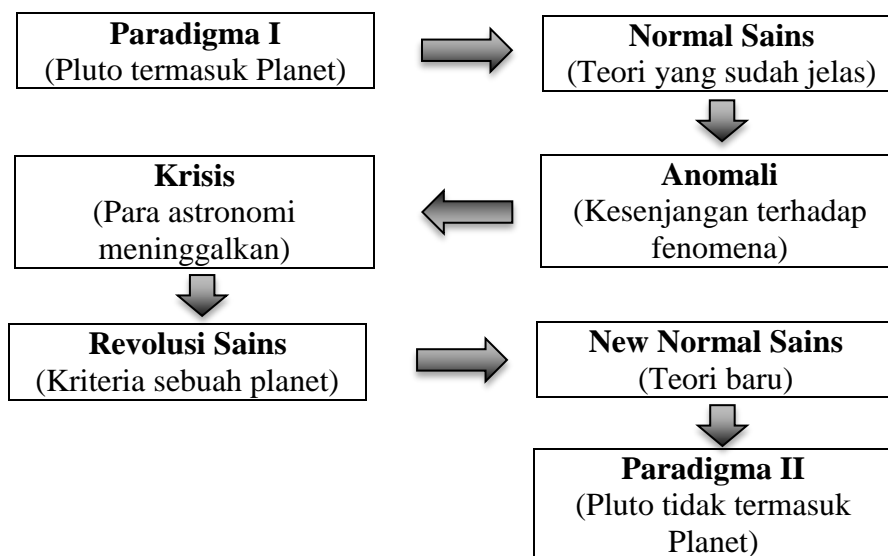 Paradigma I
(Pluto termasuk Planet)
Normal Sains
(Teori yang sudah jelas)
Anomali
(Kesenjangan terhadap
fenomena)
Krisis
(Para astronomi
meninggalkan)
Revolusi Sains
(Kriteria sebuah planet)
New Normal Sains
(Teori baru)
Paradigma II
(Pluto tidak termasuk
Planet)